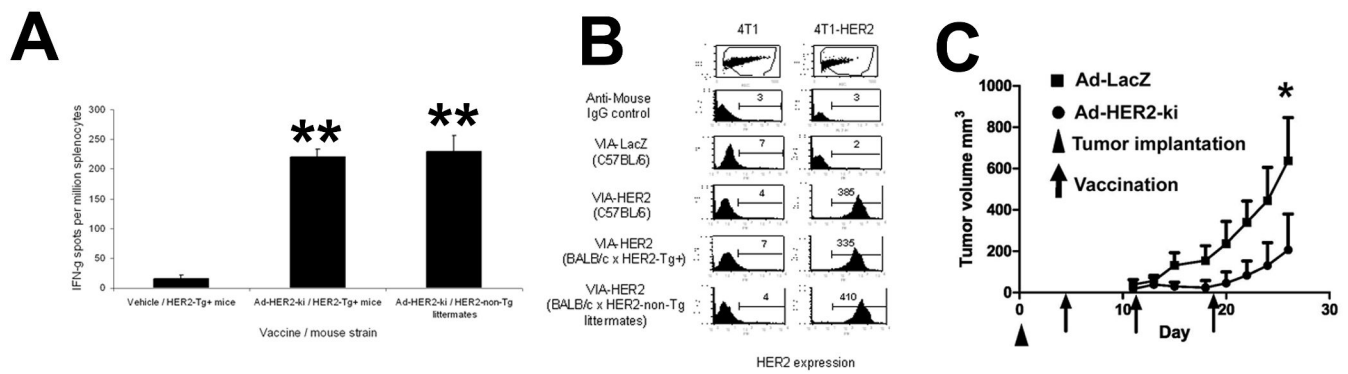 A
IFN-g spots per million splenocytes
300
250
200
150
100
50
0
**
**
Vehicle / HER2-Tg+ mice
Ad-HER2-ki / HER2-Tg+ mice
Ad-HER2-ki / HER2-non-Tg
littermates
Vaccine / mouse strain
B
4T1
4T1-HER2
Anti-Mouse
IgG control
3
3
VIA-LacZ
(C57BL/6)
7
2
VIA-HER2
(C57BL/6)
4
385
VIA-HER2
(BALB/c x HER2-Tg+)
7
335
VIA-HER2
(BALB/c x HER2-non-Tg
littermates)
4
410
HER2 expression
C
Tumor volume mm3
1000
800
600
400
200
0
Ad-LacZ
Ad-HER2-ki
Tumor implantation
Vaccination
*
0
10
20
30
Day